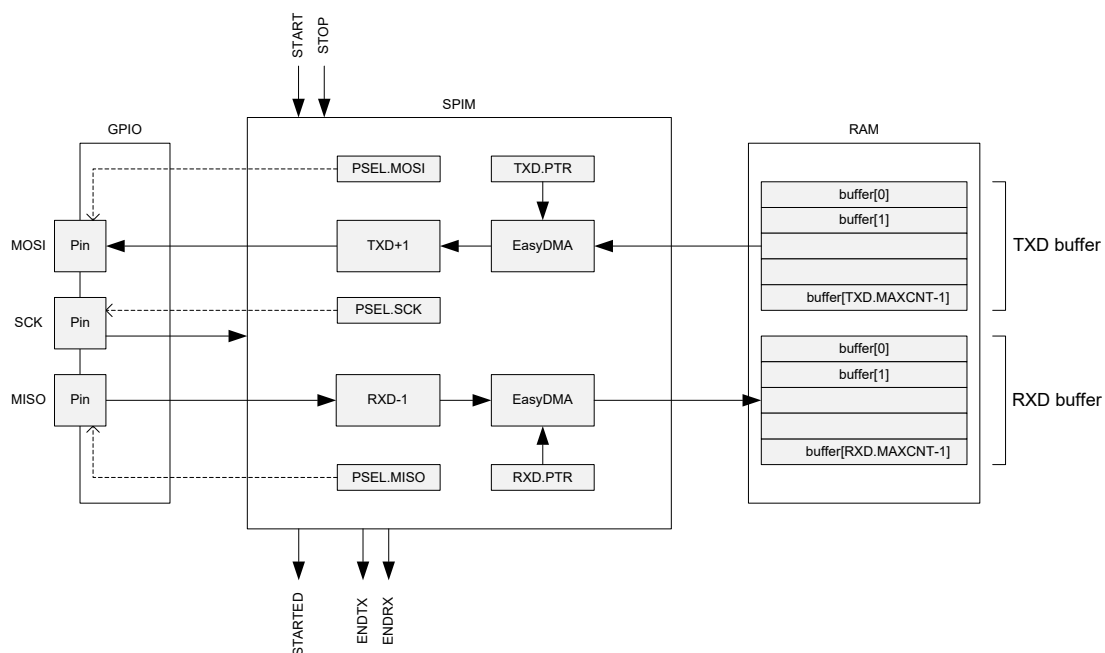 START
STOP
SPIM
GPIO
RAM
PSEL.MOSI
TXD.PTR
buffer[0]
buffer[1]
MOSI
Pin
TXD+1
EasyDMA
TXD buffer
buffer[TXD.MAXCNT-1]
PSEL.SCK
SCK
Pin
buffer[0]
buffer[1]
MISO
Pin
RXD-1
EasyDMA
RXD buffer
buffer[RXD.MAXCNT-1]
PSEL.MISO
RXD.PTR
STARTED
ENDTX
ENDRX